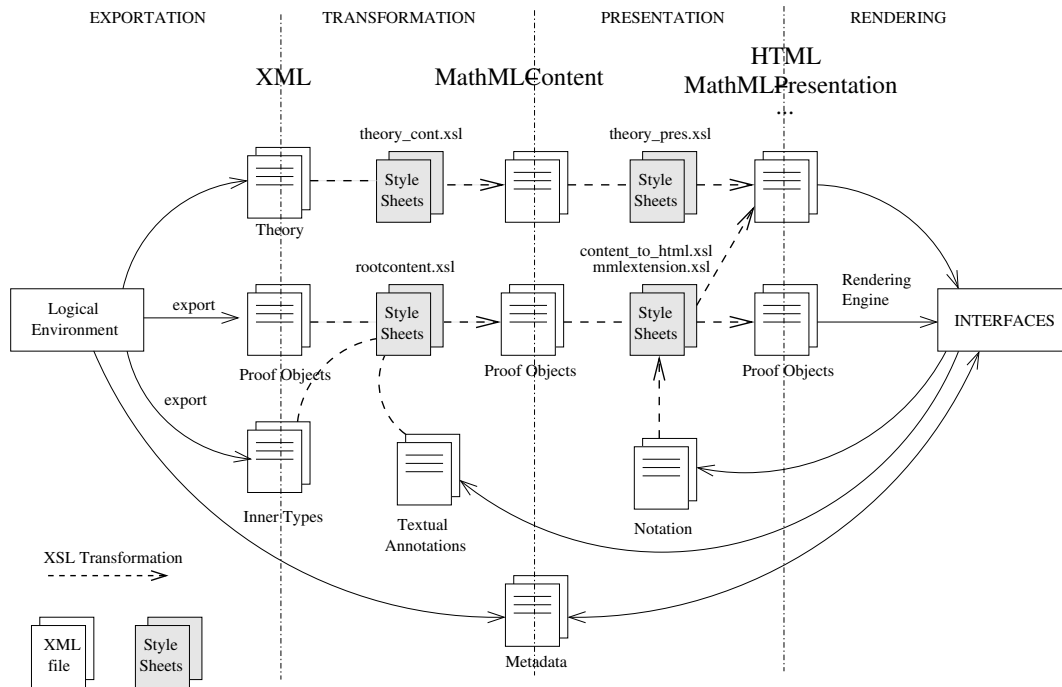 EXPORTATION
TRANSFORMATION
PRESENTATION
RENDERING
XML
MathMLContent
HTML
MathMLPresentation
...
theory_cont.xsl
theory_pres.xsl
Style
Sheets
Style
Sheets
Theory
rootcontent.xsl
content_to_html.xsl
mmlextension.xsl
Rendering
Engine
Logical
Environment
export
Style
Sheets
Style
Sheets
INTERFACES
Proof Objects
Proof Objects
Proof Objects
export
Inner Types
Textual
Annotations
Notation
XSL Transformation
XML
file
Style
Sheets
Metadata